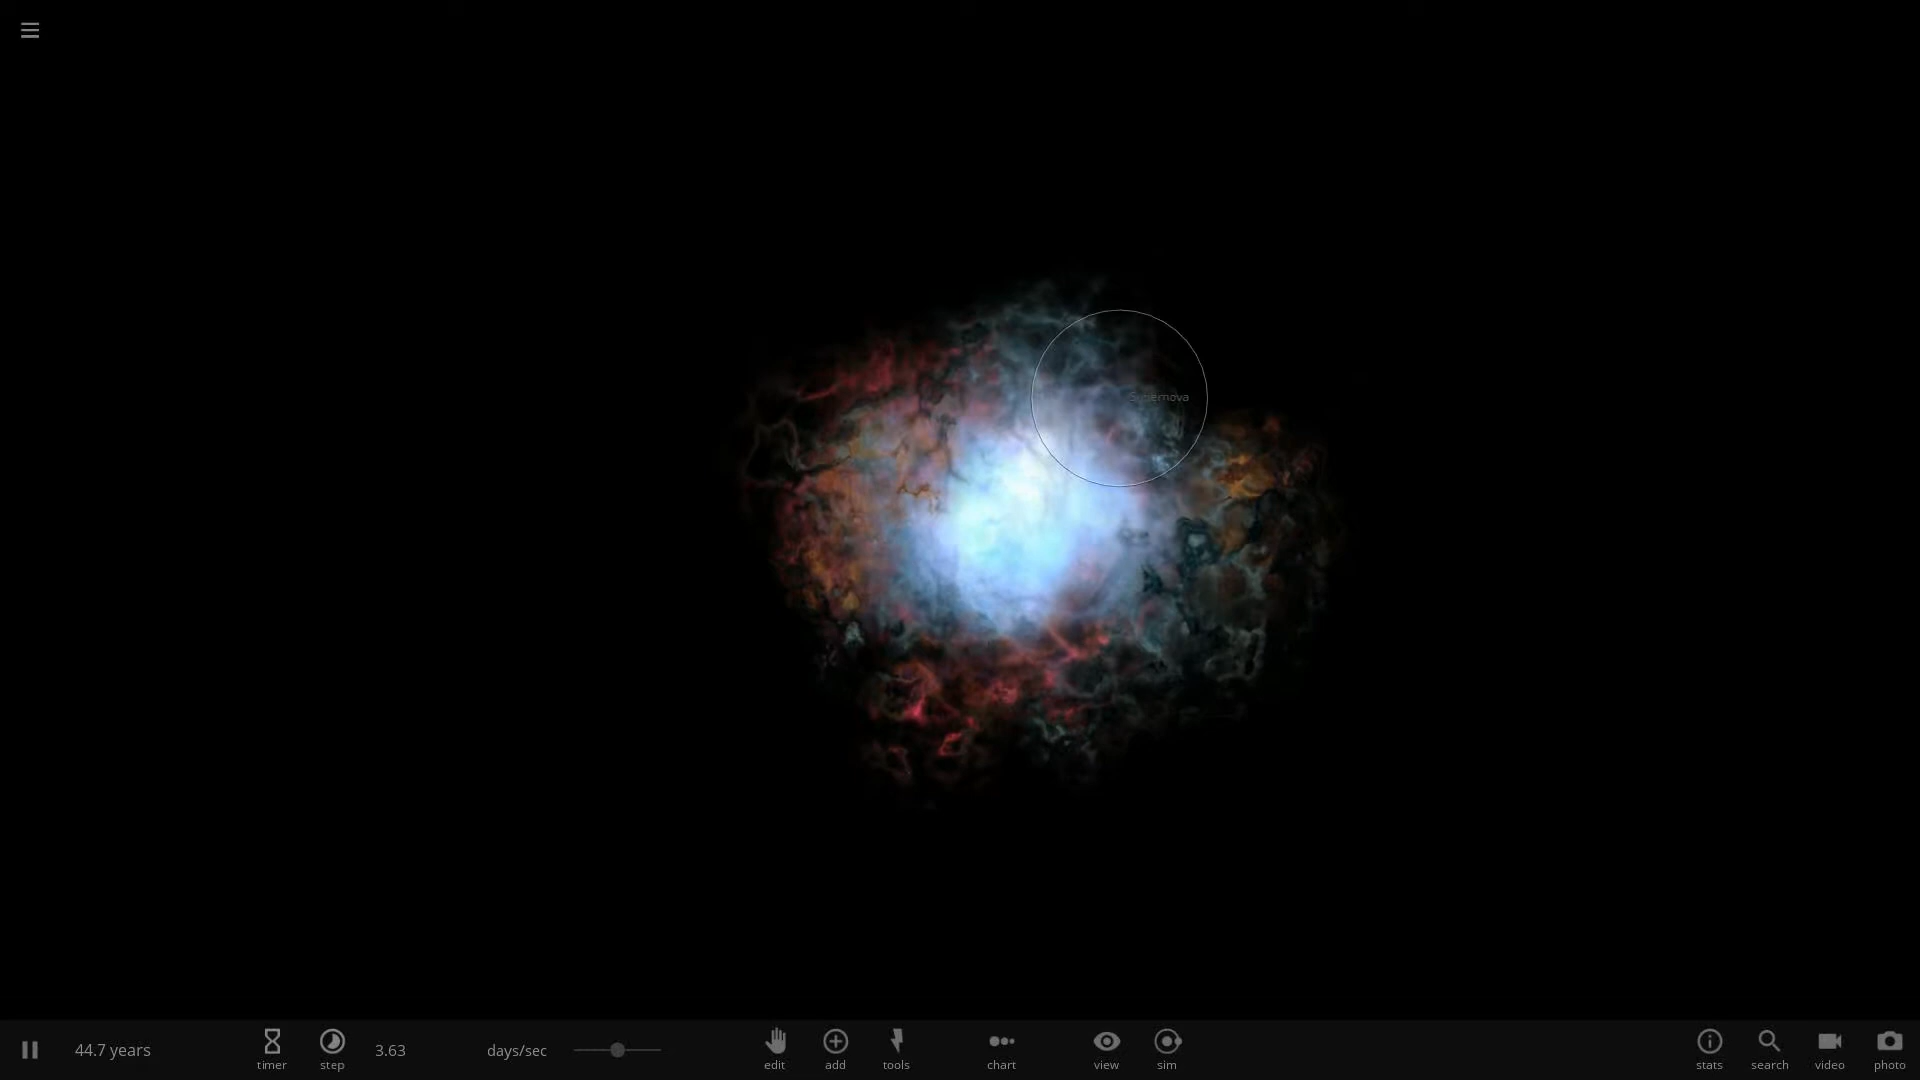 Supernova
44.7 years
timer
step
3.63
days/sec
edit
add
tools
chart
view
sim
stats
search
video
photo